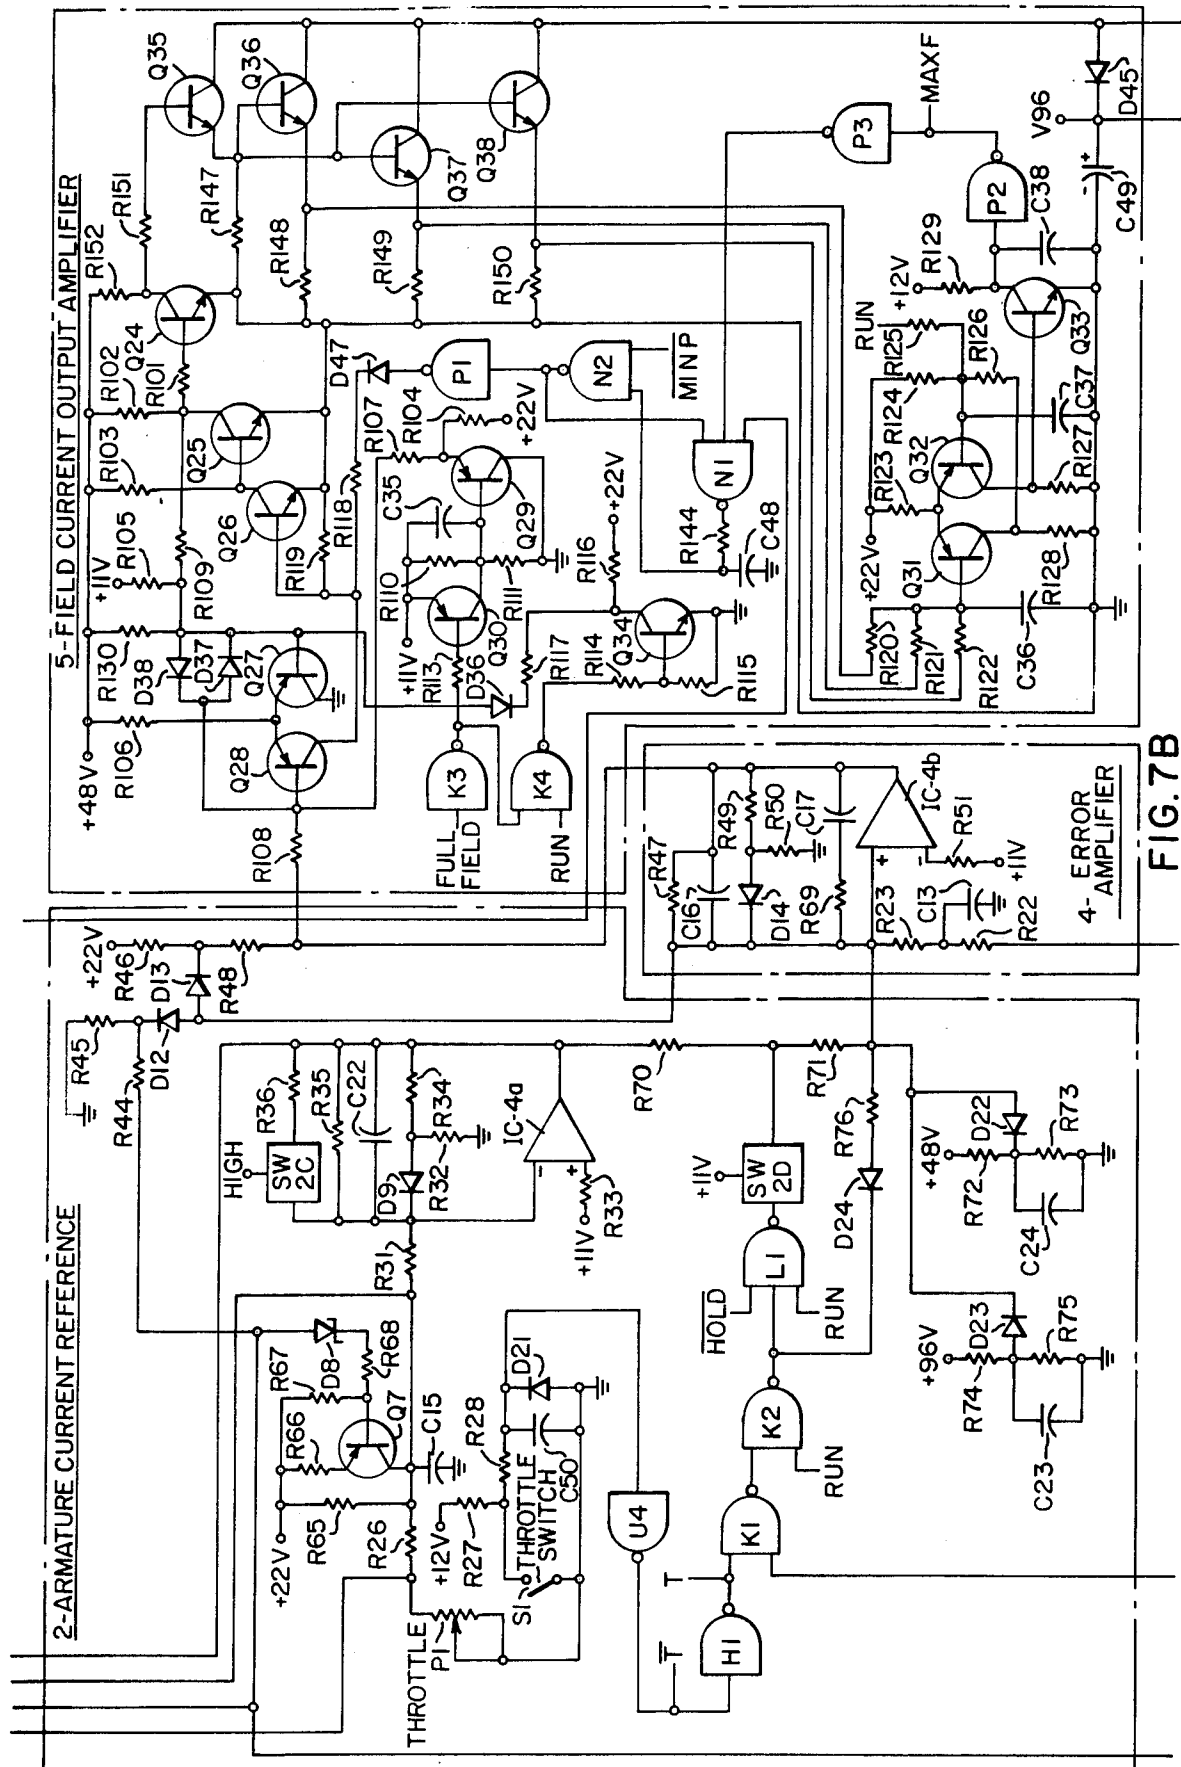 5-FIELD CURRENT OUTPUT AMPLIFIER
+48V
R106
R130
D38
D37
Q27
Q28
R108
+11V
R105
R109
R103
R102
R101
Q24
Q25
Q26
R119
R118
R152
R151
Q35
R147
Q36
R148
R149
Q37
R150
Q38
D47
R107
R104
+22V
P1
N2
MINP
C35
Q29
R110
R111
+11V
R113
Q30
D36
R117
R116
+22V
R114
Q34
R115
N1
R144
C48
K3
FULL
FIELD
K4
RUN
P3
MAXF
P2
C38
V96
D45
C49
+12V
R129
Q33
RUN
R125
R126
R124
C37
R123
Q32
R127
+22V
Q31
R128
R120
R121
R122
C36
4-ERROR
AMPLIFIER
R47
C16
R49
D14
R50
C17
R69
IC-4b
R23
C13
R22
R51
+11V
2-ARMATURE CURRENT REFERENCE
R45
R44
D12
D13
+22V
R46
R48
HIGH
SW
2C
R36
R35
C22
D9
R34
R32
IC-4a
+11V
R33
R31
R67
D8
R68
R66
Q7
C15
+22V
R65
R26
+12V
R27
R28
THROTTLE
SWITCH
S1
C50
D21
THROTTLE
P1
U4
T
T
H1
K1
K2
RUN
HOLD
L1
RUN
+11V
SW
2D
R70
R71
R76
D24
+48V
D22
R72
R73
C24
+96V
D23
R74
R75
C23
FIG.7B